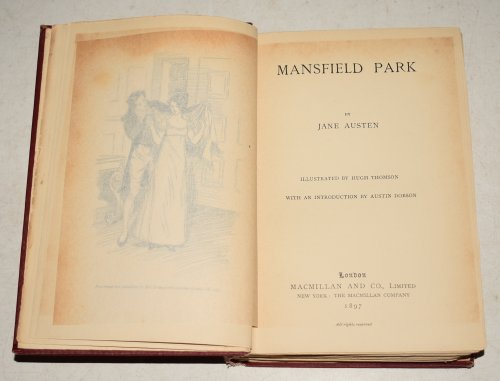 MANSFIELD PARK
BY
JANE AUSTEN
ILLUSTRATED BY HUGH THOMSON
WITH AN INTRODUCTION BY AUSTIN DOBSON
London
MACMILLAN AND CO., LIMITED
NEW YORK: THE MACMILLAN COMPANY
1897
All rights reserved